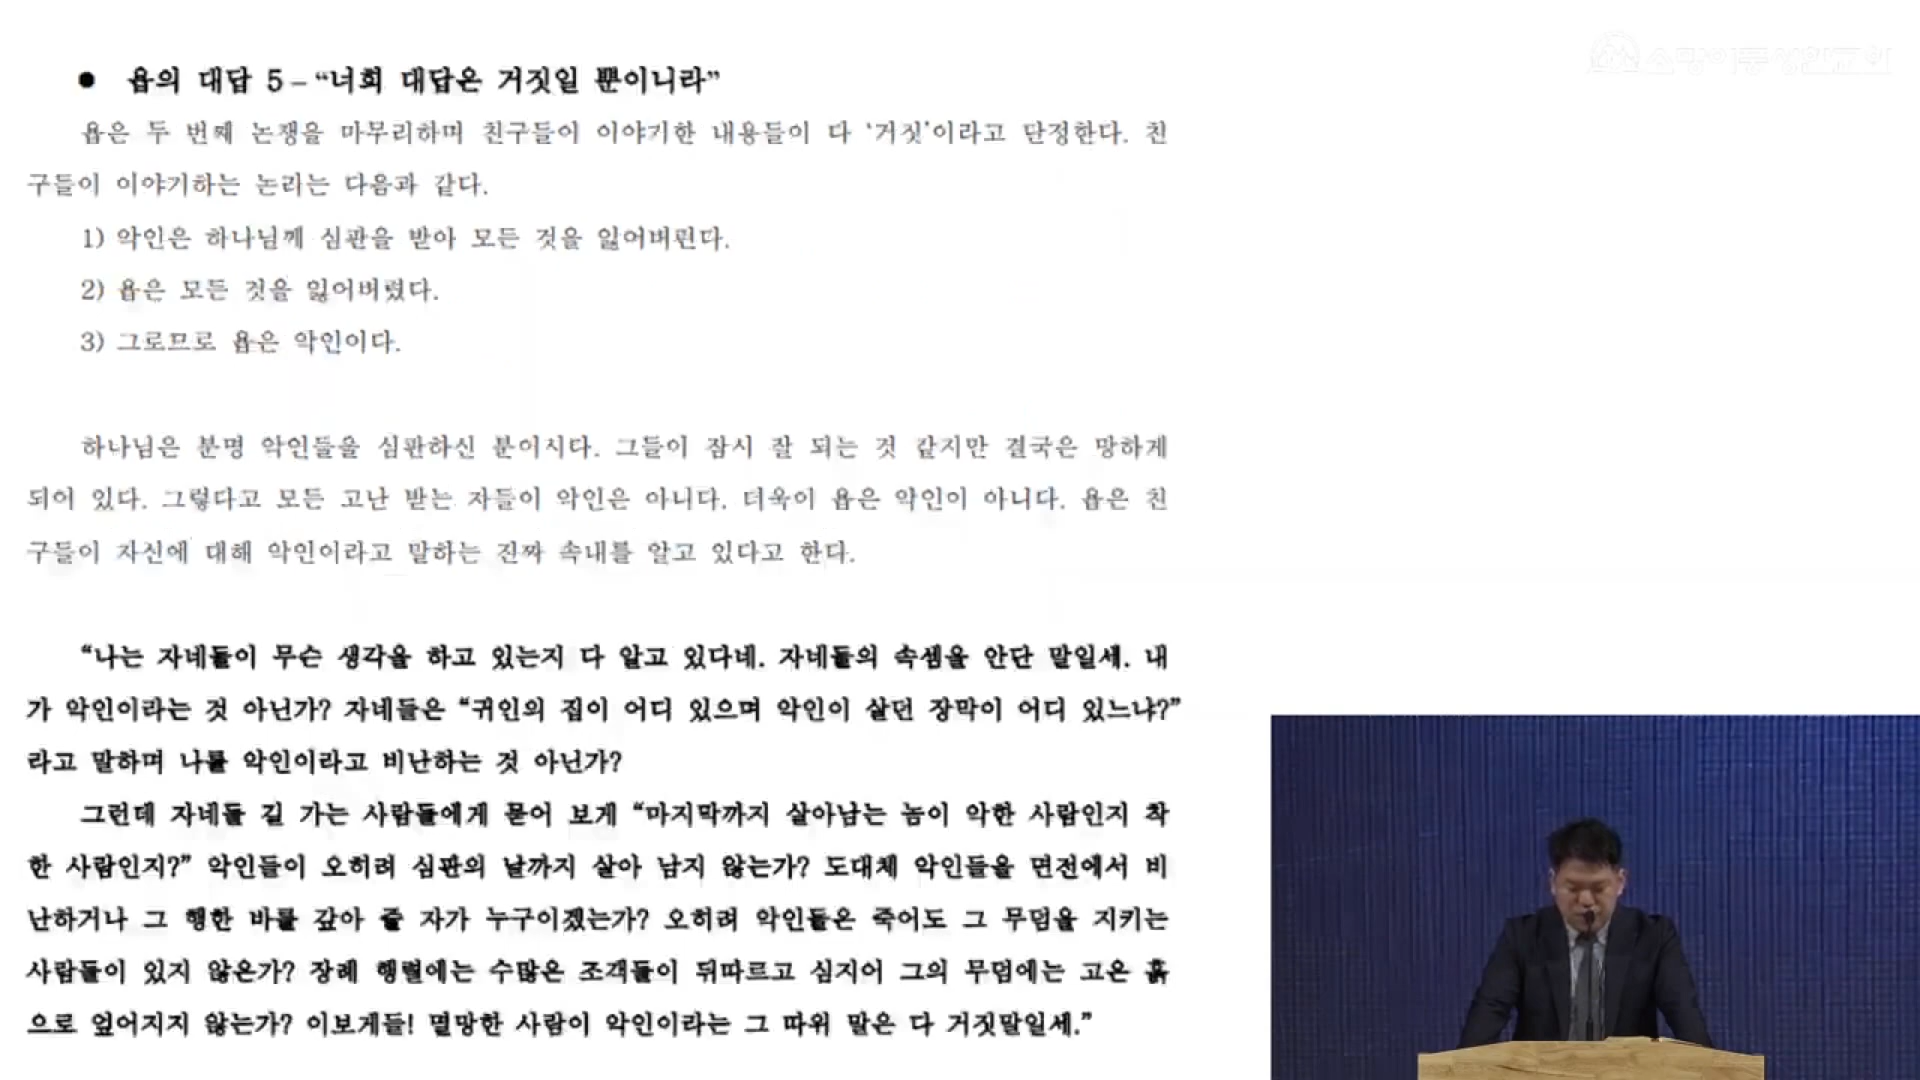 ● 욥의 대답 5 – “너희 대답은 거짓일 뿐이니라”
욥은 두 번째 논쟁을 마무리하며 친구들이 이야기한 내용들이 다 ‘거짓’이라고 단정한다. 친
구들이 이야기하는 논리는 다음과 같다.
1) 악인은 하나님께 심판을 받아 모든 것을 잃어버린다.
2) 욥은 모든 것을 잃어버렸다.
3) 그로므로 욥은 악인이다.
하나님은 분명 악인들을 심판하신 분이시다. 그들이 잠시 잘 되는 것 같지만 결국은 망하게
되어 있다. 그렇다고 모든 고난 받는 자들이 악인은 아니다. 더욱이 욥은 악인이 아니다. 욥은 친
구들이 자신에 대해 악인이라고 말하는 진짜 속내를 알고 있다고 한다.
“나는 자네들이 무슨 생각을 하고 있는지 다 알고 있다네. 자네들의 속셈을 안단 말일세. 내
가 악인이라는 것 아닌가? 자네들은 “귀인의 집이 어디 있으며 악인이 살던 장막이 어디 있느냐?”
라고 말하며 나를 악인이라고 비난하는 것 아닌가?
그런데 자네들 길 가는 사람들에게 묻어 보게 “마지막까지 살아남는 놈이 악한 사람인지 착
한 사람인지?” 악인들이 오히려 심판의 날까지 살아 남지 않는가? 도대체 악인들을 면전에서 비
난하거나 그 행한 바를 갚아 줄 자가 누구이겠는가? 오히려 악인들은 죽어도 그 무덤을 지키는
사람들이 있지 않은가? 장례 행렬에는 수많은 조객들이 뒤따르고 심지어 그의 무덤에는 고은 흙
으로 엎어지지 않는가? 이보게들! 멸망한 사람이 악인이라는 그 따위 말은 다 거짓말일세.”